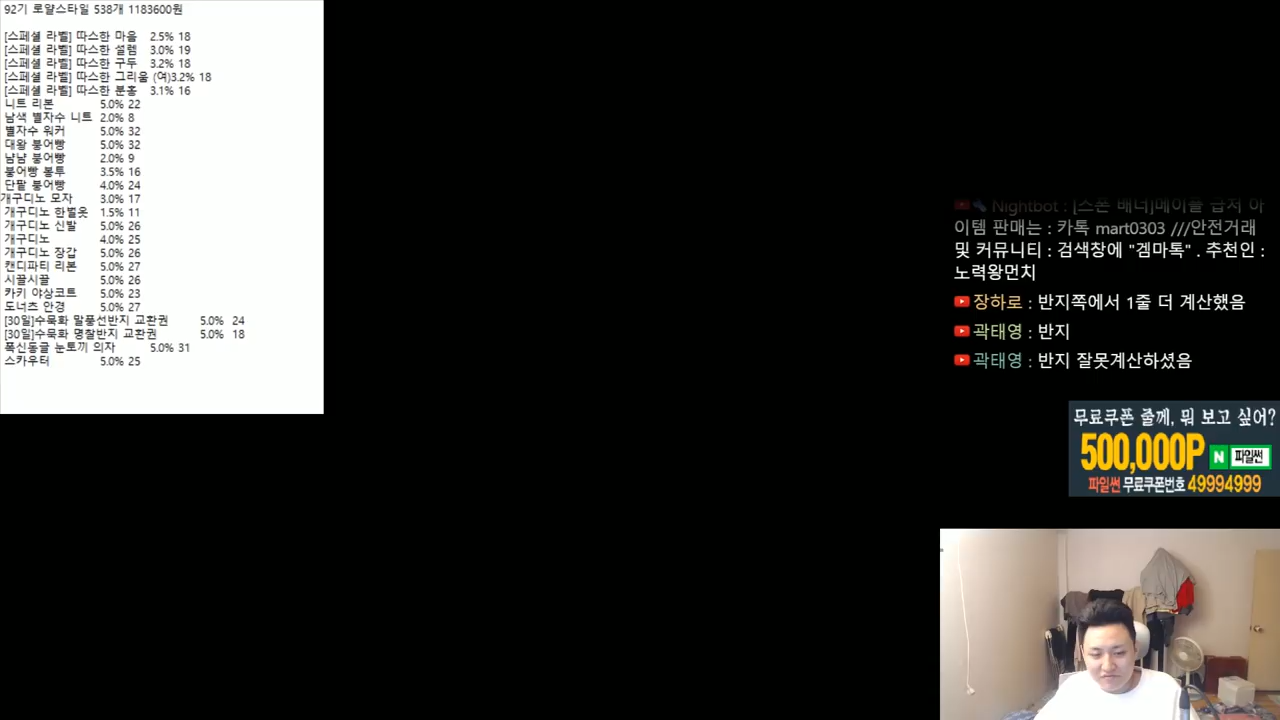 92기 로얄스타일 538개 1183600원
[스페셜 라벨] 따스한 마음 2.5% 18
[스페셜 라벨] 따스한 설렘 3.0% 19
[스페셜 라벨] 따스한 구두 3.2% 18
[스페셜 라벨] 따스한 그리움 (여)3.2% 18
[스페셜 라벨] 따스한 분홍 3.1% 16
니트 리본 5.0% 22
남색 별자수 니트 2.0% 8
별자수 워커 5.0% 32
대왕 붕어빵 5.0% 32
냠냠 붕어빵 2.0% 9
붕어빵 봉투 3.5% 16
단팥 붕어빵 4.0% 24
개구디노 모자 3.0% 17
개구디노 한벌옷 1.5% 11
개구디노 신발 5.0% 26
개구디노 4.0% 25
개구디노 장갑 5.0% 26
캔디파티 리본 5.0% 27
시끌시끌 5.0% 26
카키 야상코트 5.0% 23
도너츠 안경 5.0% 27
[30일]수묵화 말풍선반지 교환권 5.0% 24
[30일]수묵화 명찰반지 교환권 5.0% 18
폭신동글 눈토끼 의자 5.0% 31
스카우터 5.0% 25
Nightbot : [스폰 배너]메이플 급처 아
이템 판매는 : 카톡 mart0303 ///안전거래
및 커뮤니티 : 검색창에 "겜마톡" . 추천인 :
노력왕먼치
장하로 : 반지쪽에서 1줄 더 계산했음
곽태영 : 반지
곽태영 : 반지 잘못계산하셨음
무료쿠폰 줄께, 뭐 보고 싶어?
500,000P N 파일썬
파일썬 무료쿠폰번호 49994999